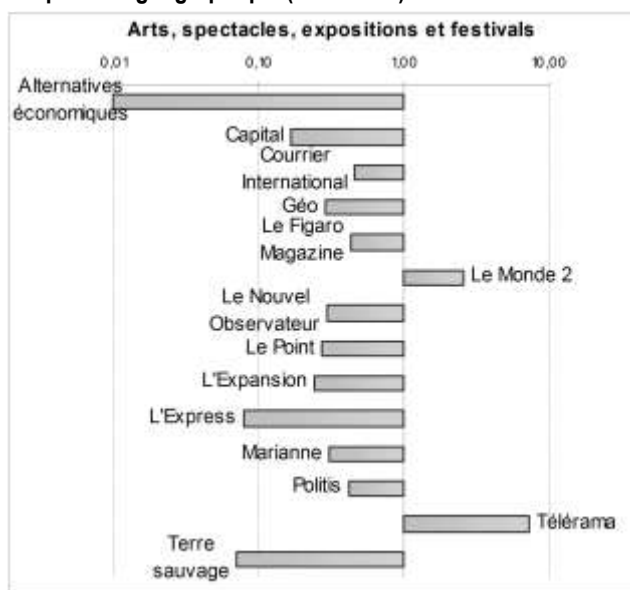 Arts, spectacles, expositions et festivals
0,01 0,10 1,00 10,00
Alternatives
économiques
Capital
Courrier
International
Géo
Le Figaro
Magazine
Le Monde 2
Le Nouvel
Observateur
Le Point
L'Expansion
L'Express
Marianne
Politis
Télérama
Terre
sauvage